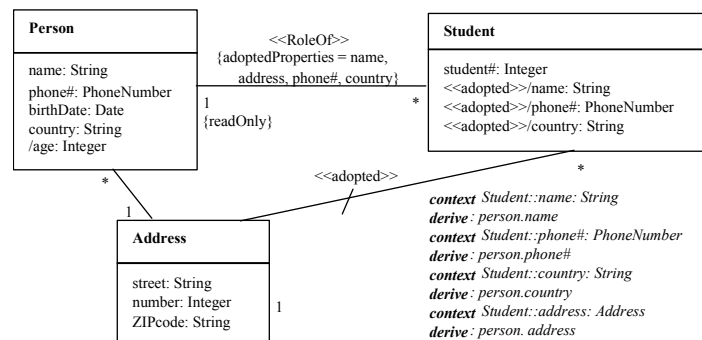 Person
name: String
phone#: PhoneNumber
birthDate: Date
country: String
/age: Integer
<<RoleOf>>
{adoptedProperties = name,
address, phone#, country}
1
{readOnly}
*
Student
student#: Integer
<<adopted>>/name: String
<<adopted>>/phone#: PhoneNumber
<<adopted>>/country: String
*
1
<<adopted>>
*
Address
street: String
number: Integer
ZIPcode: String
1
context Student::name: String
derive: person.name
context Student::phone#: PhoneNumber
derive: person.phone#
context Student::country: String
derive: person.country
context Student::address: Address
derive: person. address